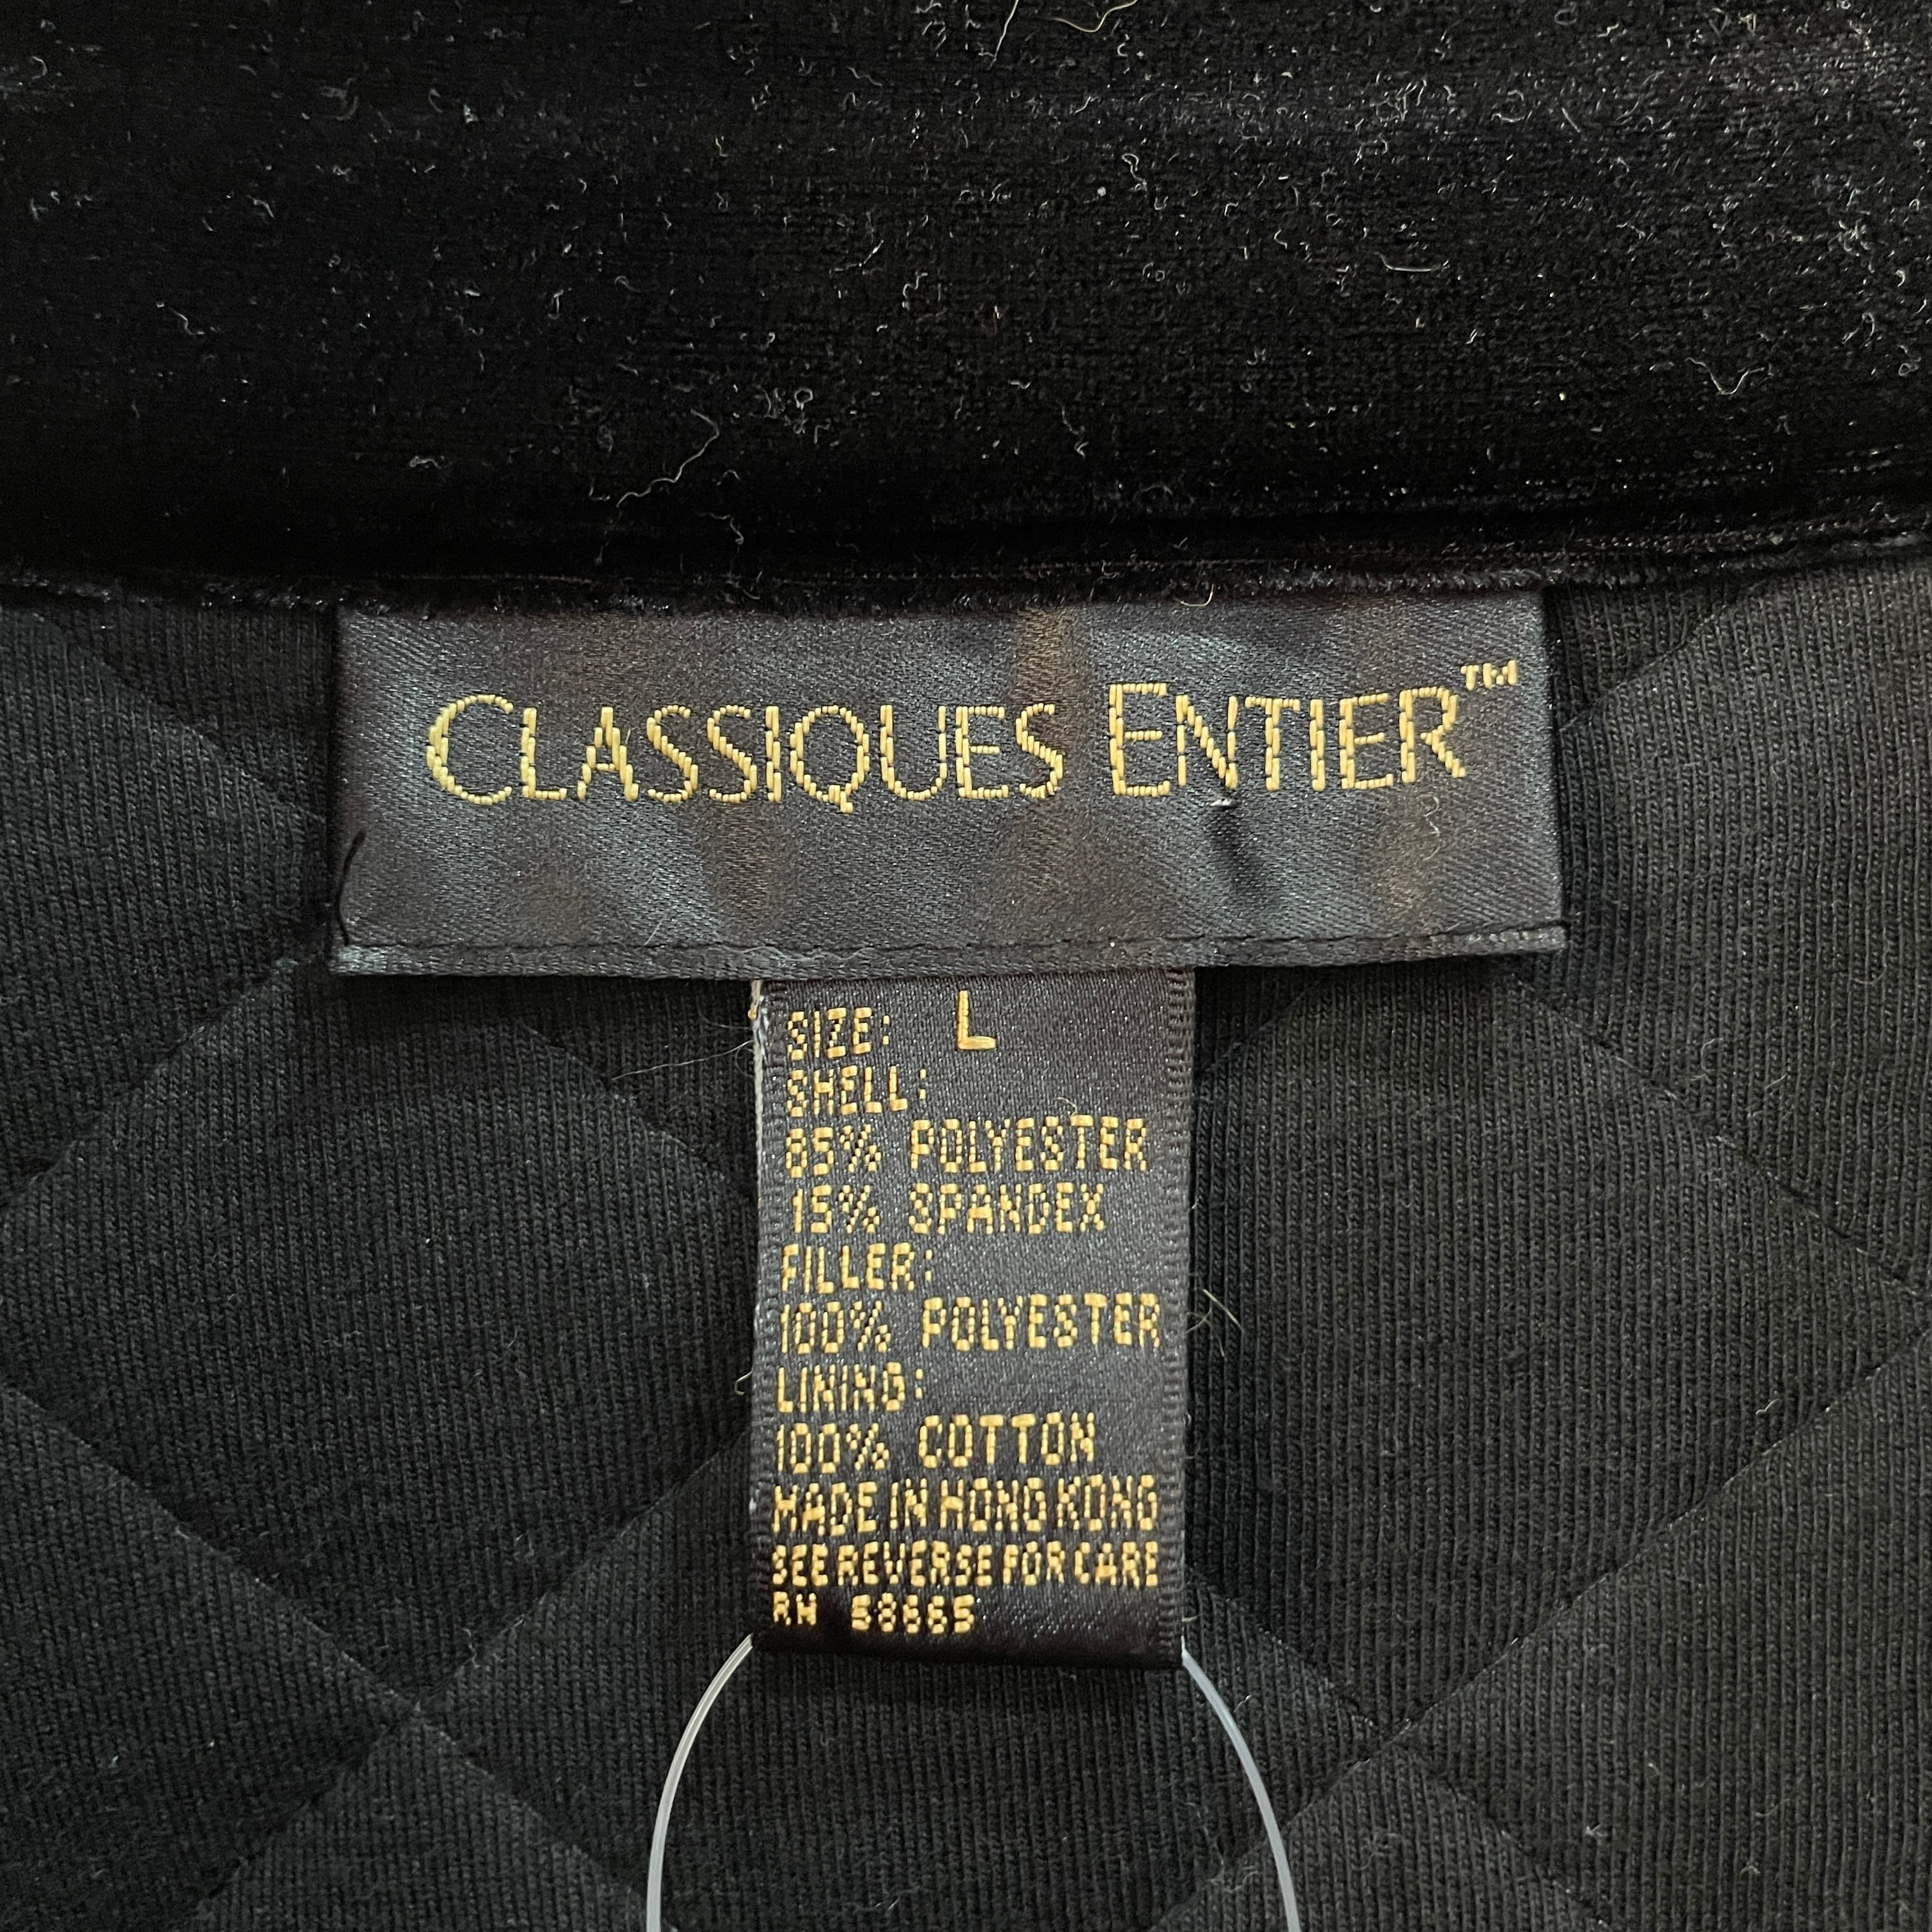 CLASSIQUES ENTIER™
SIZE: L
SHELL:
85% POLYESTER
15% SPANDEX
FILLER:
100% POLYESTER
LINING:
100% COTTON
MADE IN HONG KONG
SEE REVERSE FOR CARE
RN